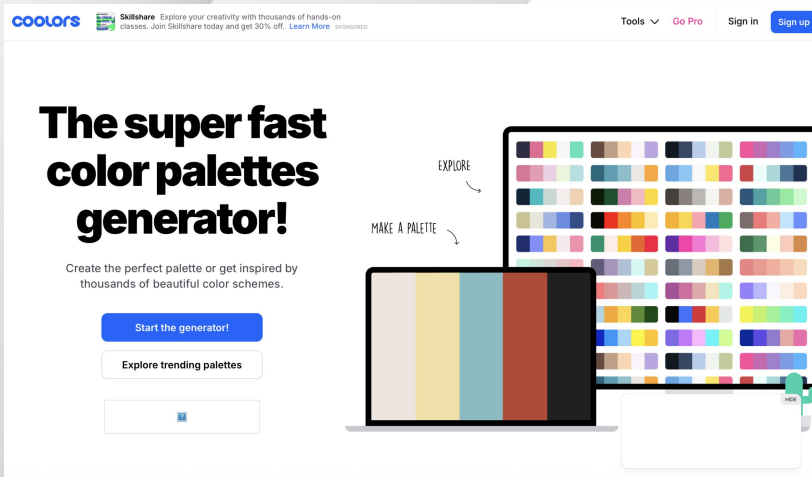 coolors
Skillshare Explore your creativity with thousands of hands-on
classes. Join Skillshare today and get 30% off. Learn More SPONSORED
Tools Go Pro Sign in Sign up
The super fast
color palettes
generator!
Create the perfect palette or get inspired by
thousands of beautiful color schemes.
Start the generator!
Explore trending palettes
EXPLORE
MAKE A PALETTE
HIDE